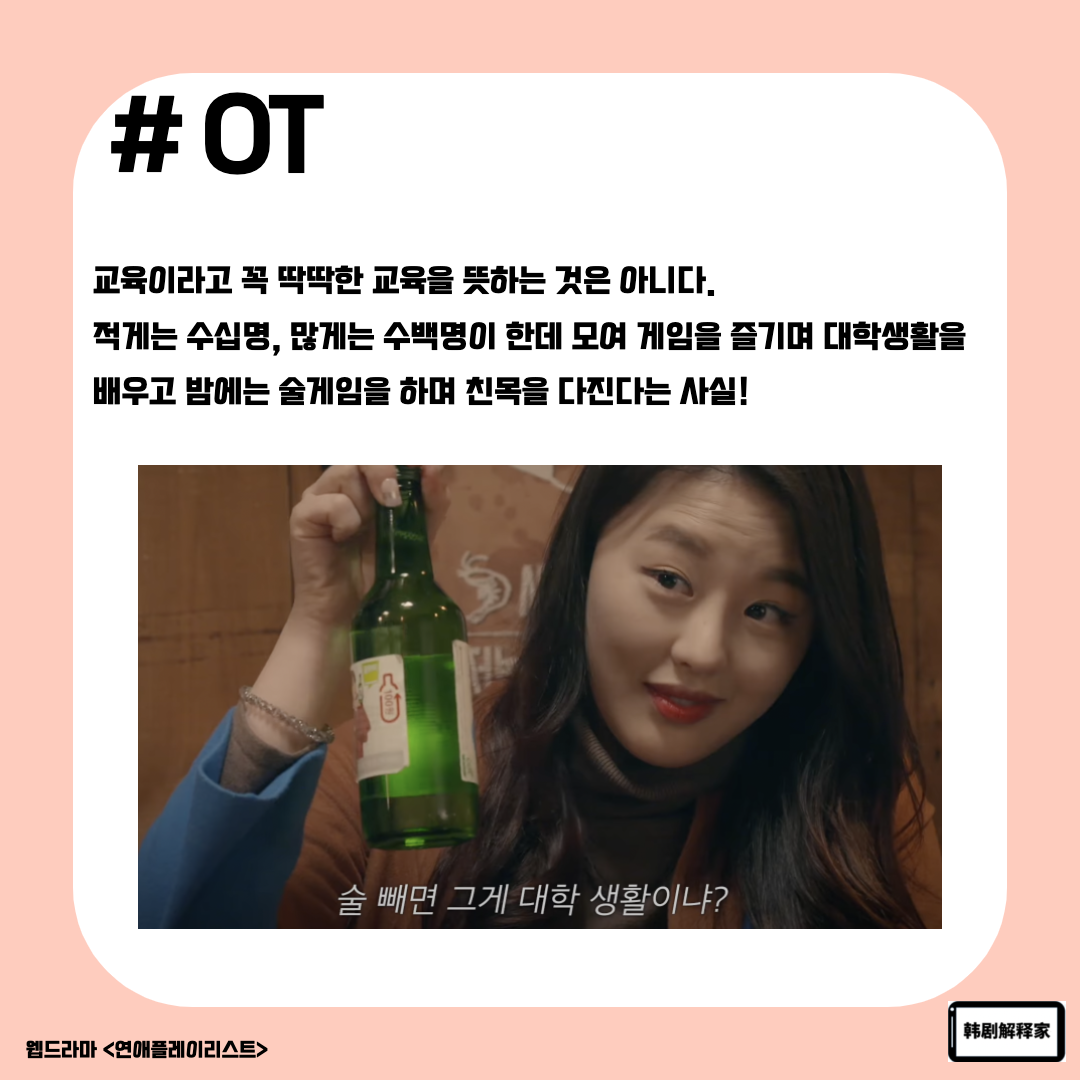 # OT
교육이라고 꼭 딱딱한 교육을 뜻하는 것은 아니다.
적게는 수십명, 많게는 수백명이 한데 모여 게임을 즐기며 대학생활을
배우고 밤에는 술게임을 하며 친목을 다진다는 사실!
술 빼면 그게 대학 생활이냐?
웹드라마 <연애플레이리스트>
韩剧解释家